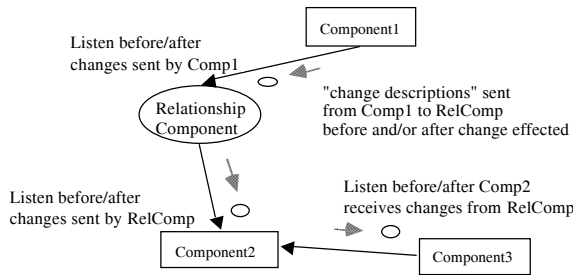 Component1
Listen before/after
changes sent by Comp1
"change descriptions" sent
from Comp1 to RelComp
before and/or after change effected
Relationship
Component
Listen before/after
changes sent by RelComp
Listen before/after Comp2
receives changes from RelComp
Component2
Component3